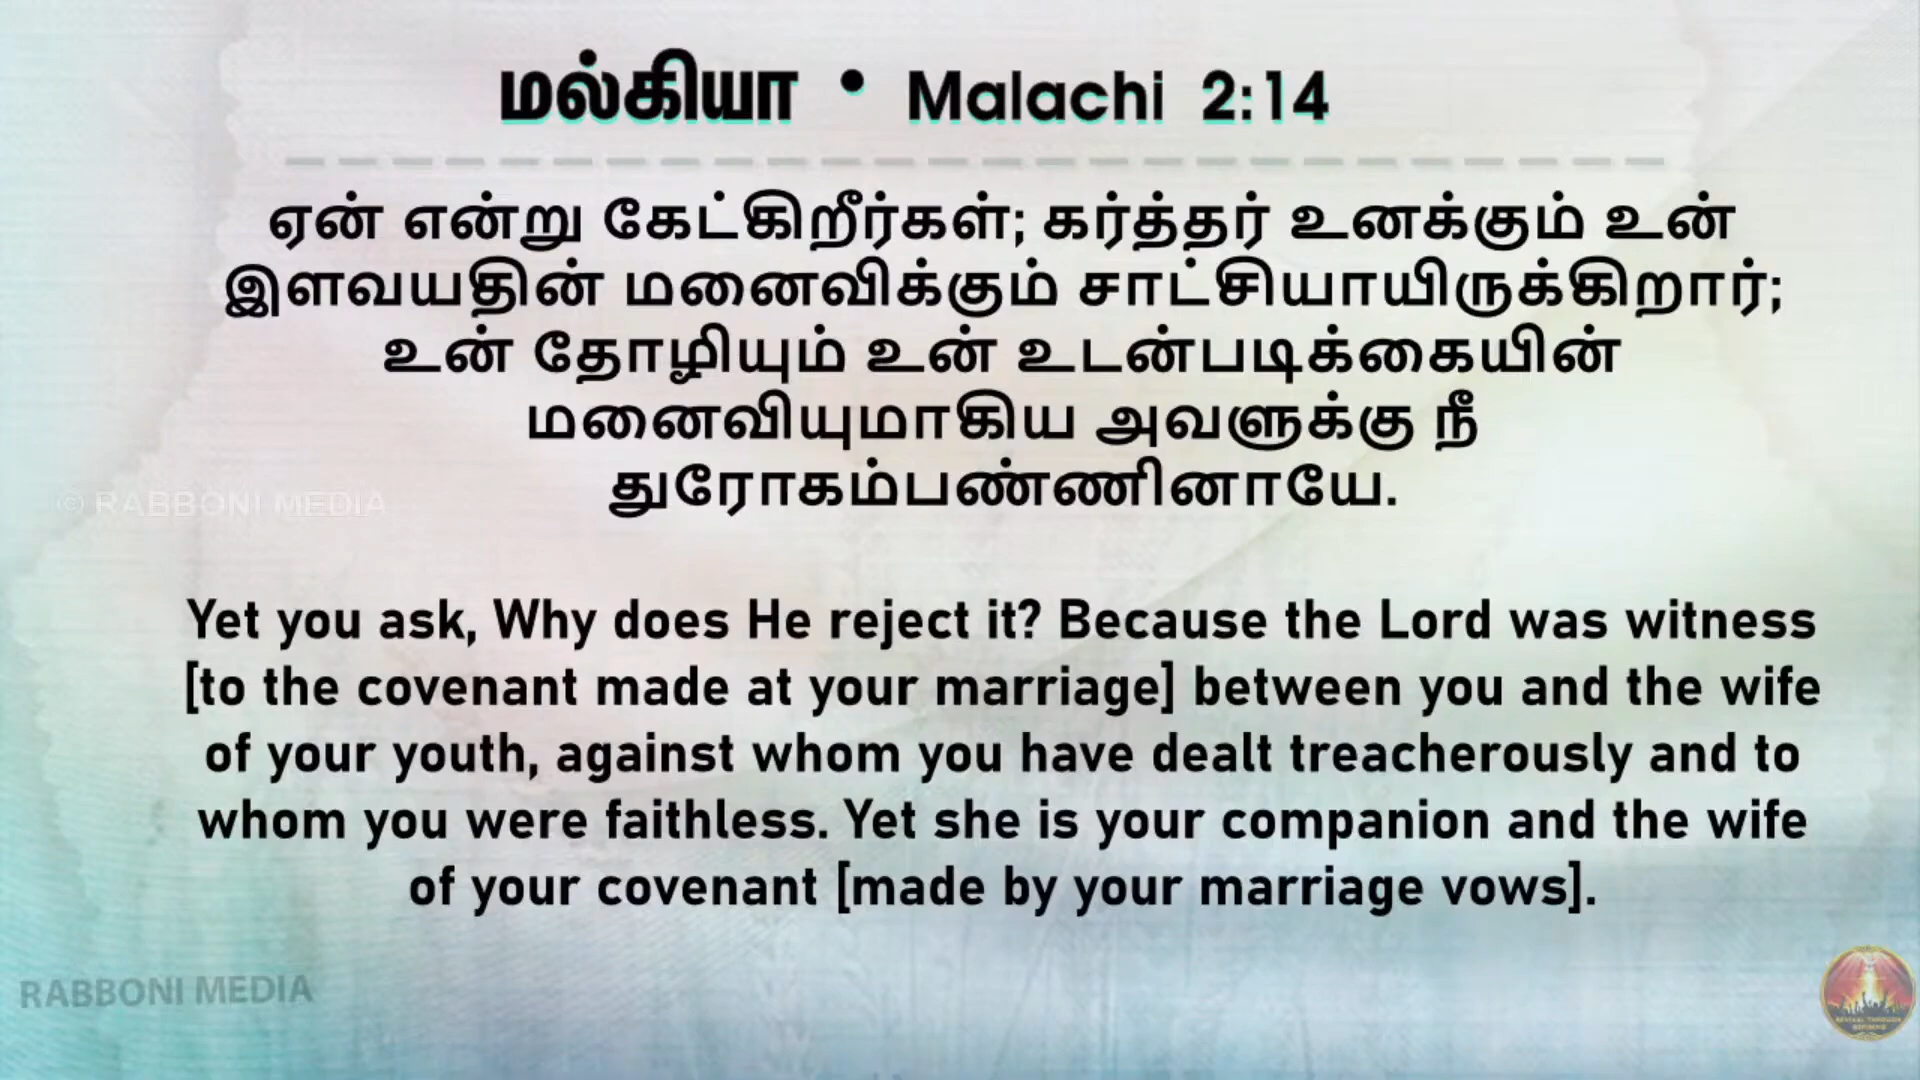 மல்கியா • Malachi 2:14
ஏன் என்று கேட்கிறீர்கள்; கர்த்தர் உனக்கும் உன்
இளவயதின் மனைவிக்கும் சாட்சியாயிருக்கிறார்;
உன் தோழியும் உன் உடன்படிக்கையின்
மனைவியுமாகிய அவளுக்கு நீ
துரோகம்பண்ணினாயே.
© RABBONI MEDIA
Yet you ask, Why does He reject it? Because the Lord was witness
[to the covenant made at your marriage] between you and the wife
of your youth, against whom you have dealt treacherously and to
whom you were faithless. Yet she is your companion and the wife
of your covenant [made by your marriage vows].
RABBONI MEDIA
REVIVAL THROUGH